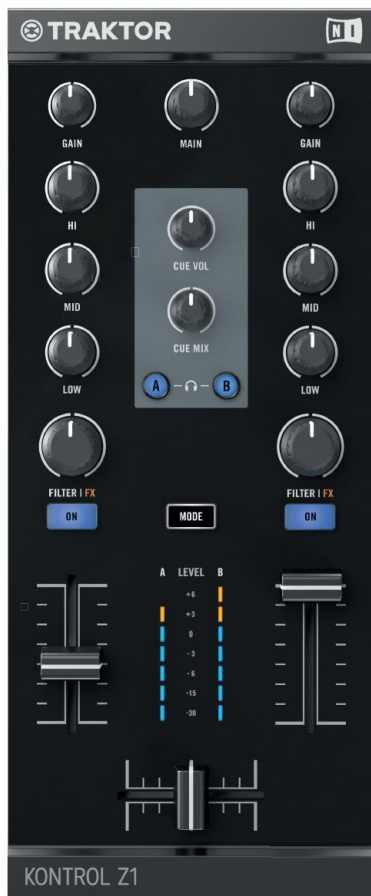 TRAKTOR NI
GAIN MAIN GAIN
HI HI
CUE VOL
MID MID
CUE MIX
LOW LOW
A B
FILTER | FX FILTER | FX
ON MODE ON
A LEVEL B
+6
+3
0
-3
-6
-15
-30
KONTROL Z1